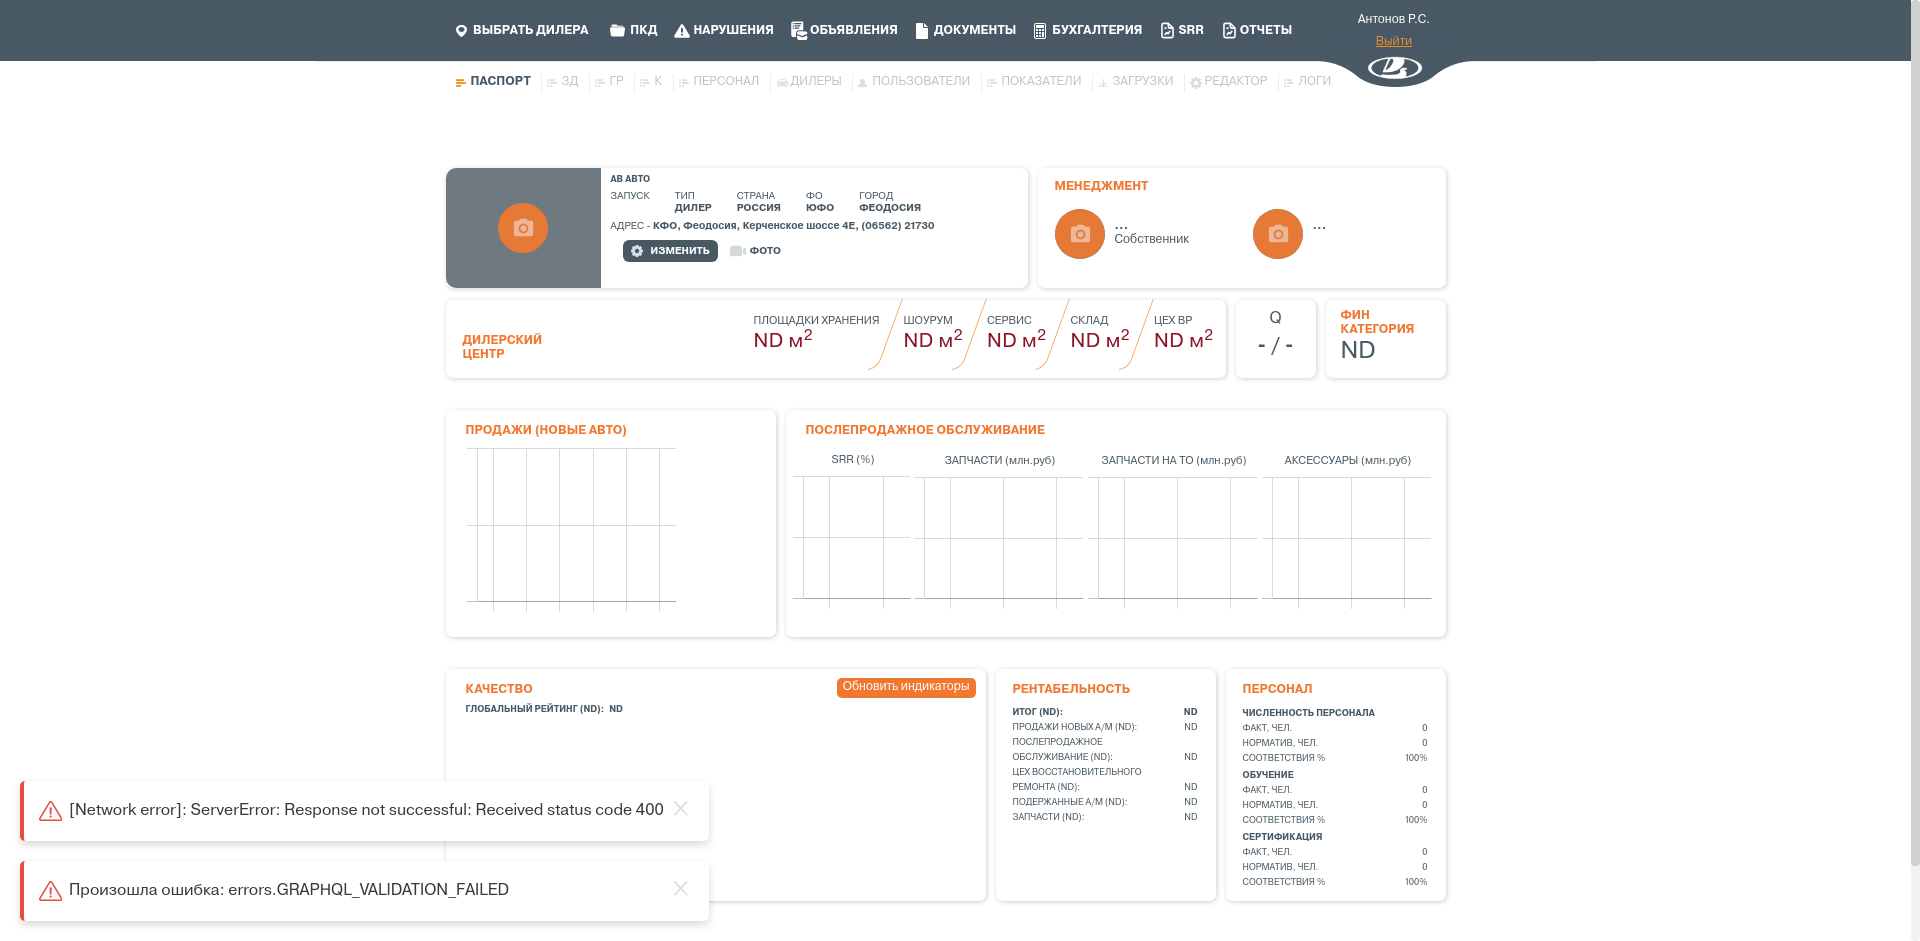 ВЫБРАТЬ ДИЛЕРА ПКД НАРУШЕНИЯ ОБЪЯВЛЕНИЯ ДОКУМЕНТЫ БУХГАЛТЕРИЯ SRR ОТЧЕТЫ
Антонов Р.С.
Выйти
ПАСПОРТ ЗД ГР К ПЕРСОНАЛ ДИЛЕРЫ ПОЛЬЗОВАТЕЛИ ПОКАЗАТЕЛИ ЗАГРУЗКИ РЕДАКТОР ЛОГИ
АВ АВТО
ЗАПУСК ТИП СТРАНА ФО ГОРОД
ДИЛЕР РОССИЯ ЮФО ФЕОДОСИЯ
АДРЕС - КФО, Феодосия, Керченское шоссе 4Е, (06562) 21730
ИЗМЕНИТЬ ФОТО
МЕНЕДЖМЕНТ
... ...
Собственник
ДИЛЕРСКИЙ
ЦЕНТР
ПЛОЩАДКИ ХРАНЕНИЯ ШОУРУМ СЕРВИС СКЛАД ЦЕХ ВР
ND м² ND м² ND м² ND м² ND м²
Q
- / -
ФИН
КАТЕГОРИЯ
ND
ПРОДАЖИ (НОВЫЕ АВТО)
ПОСЛЕПРОДАЖНОЕ ОБСЛУЖИВАНИЕ
SRR (%) ЗАПЧАСТИ (млн.руб) ЗАПЧАСТИ НА ТО (млн.руб) АКСЕССУАРЫ (млн.руб)
КАЧЕСТВО
Обновить индикаторы
ГЛОБАЛЬНЫЙ РЕЙТИНГ (ND): ND
РЕНТАБЕЛЬНОСТЬ
ИТОГ (ND): ND
ПРОДАЖИ НОВЫХ А/М (ND): ND
ПОСЛЕПРОДАЖНОЕ
ОБСЛУЖИВАНИЕ (ND): ND
ЦЕХ ВОССТАНОВИТЕЛЬНОГО
РЕМОНТА (ND): ND
ПОДЕРЖАННЫЕ А/М (ND): ND
ЗАПЧАСТИ (ND): ND
ПЕРСОНАЛ
ЧИСЛЕННОСТЬ ПЕРСОНАЛА
ФАКТ, ЧЕЛ. 0
НОРМАТИВ, ЧЕЛ. 0
СООТВЕТСТВИЯ % 100%
ОБУЧЕНИЕ
ФАКТ, ЧЕЛ. 0
НОРМАТИВ, ЧЕЛ. 0
СООТВЕТСТВИЯ % 100%
СЕРТИФИКАЦИЯ
ФАКТ, ЧЕЛ. 0
НОРМАТИВ, ЧЕЛ. 0
СООТВЕТСТВИЯ % 100%
[Network error]: ServerError: Response not successful: Received status code 400
Произошла ошибка: errors.GRAPHQL_VALIDATION_FAILED